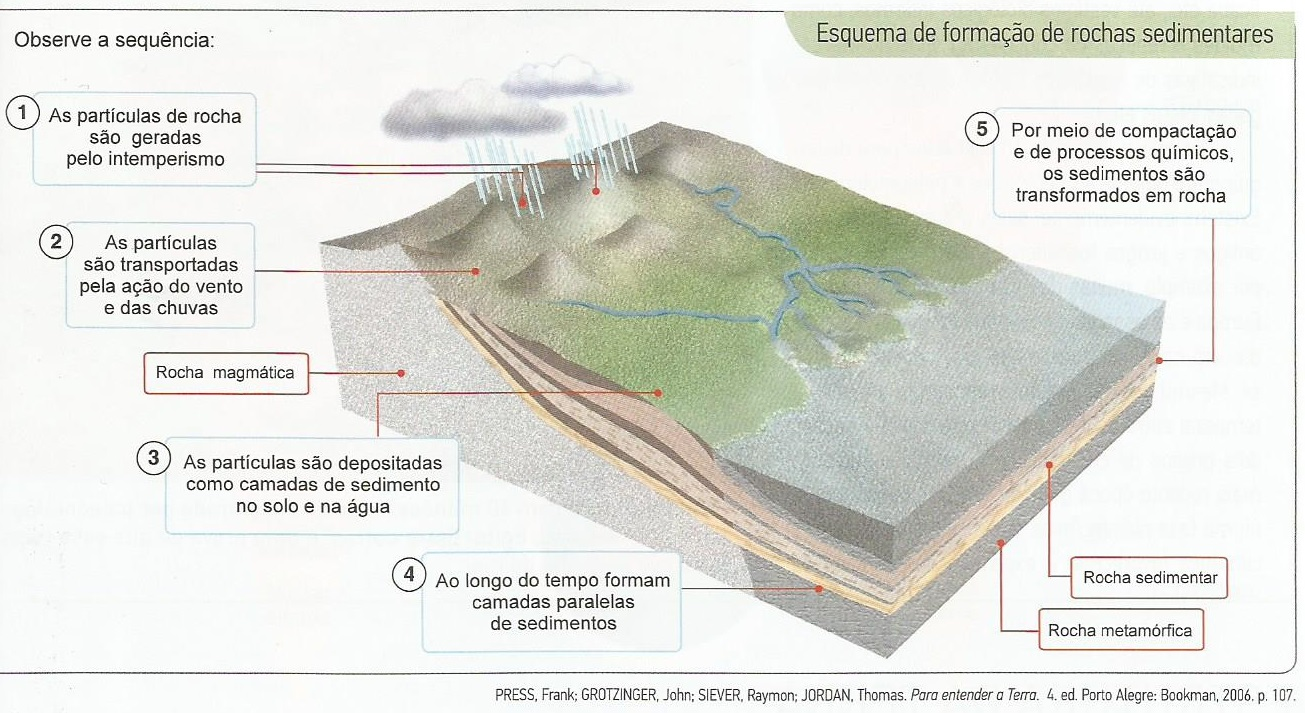 Esquema de formação de rochas sedimentares
Observe a sequência:
1
As partículas de rocha
são geradas
pelo intemperismo
2
As partículas
são transportadas
pela ação do vento
e das chuvas
Rocha magmática
3
As partículas são depositadas
como camadas de sedimento
no solo e na água
4
Ao longo do tempo formam
camadas paralelas
de sedimentos
5
Por meio de compactação
e de processos químicos,
os sedimentos são
transformados em rocha
Rocha sedimentar
Rocha metamórfica
PRESS, Frank; GROTZINGER, John; SIEVER, Raymon; JORDAN, Thomas. Para entender a Terra. 4. ed. Porto Alegre: Bookman, 2006. p. 107.